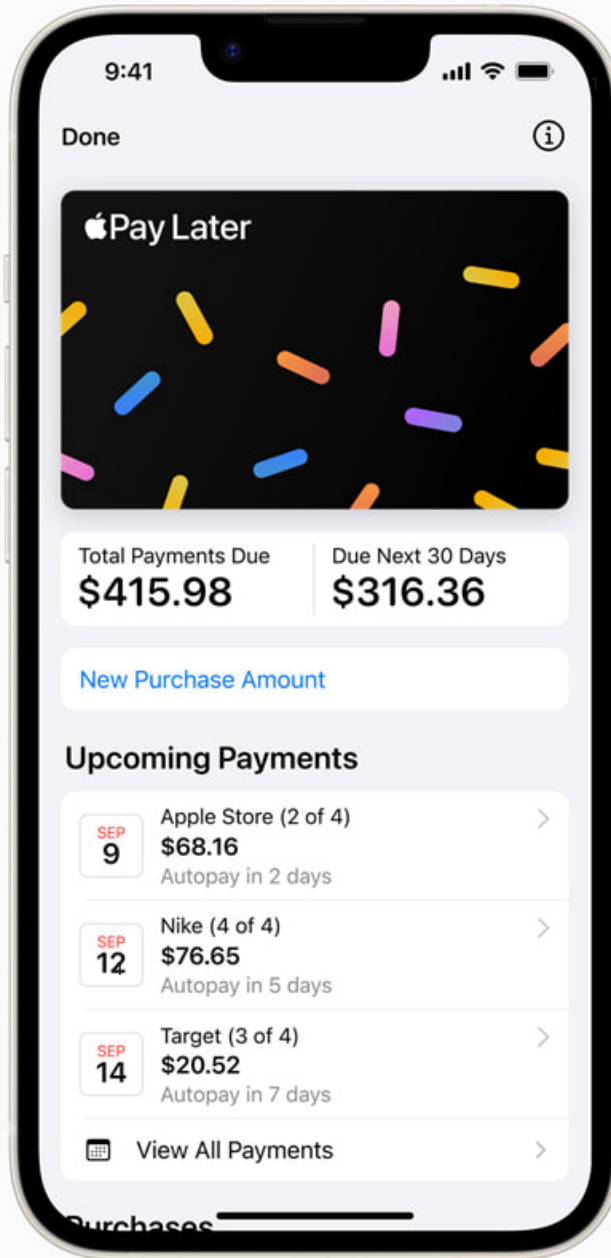 9:41
Done
Pay Later
Total Payments Due
$415.98
Due Next 30 Days
$316.36
New Purchase Amount
Upcoming Payments
SEP
9
Apple Store (2 of 4)
$68.16
Autopay in 2 days
SEP
12
Nike (4 of 4)
$76.65
Autopay in 5 days
SEP
14
Target (3 of 4)
$20.52
Autopay in 7 days
View All Payments
Purchases